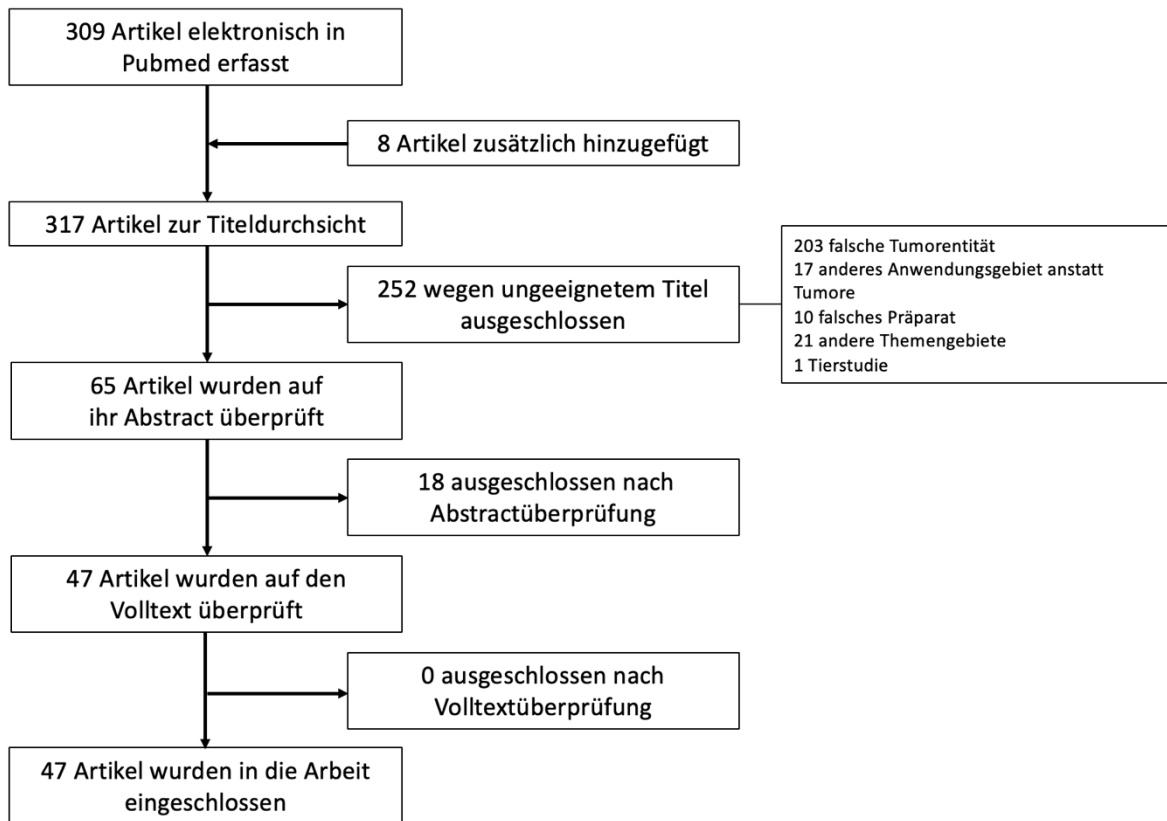 309 Artikel elektronisch in
Pubmed erfasst
8 Artikel zusätzlich hinzugefügt
317 Artikel zur Titeldurchsicht
252 wegen ungeeignetem Titel
ausgeschlossen
203 falsche Tumorentität
17 anderes Anwendungsgebiet anstatt
Tumore
10 falsches Präparat
21 andere Themengebiete
1 Tierstudie
65 Artikel wurden auf
ihr Abstract überprüft
18 ausgeschlossen nach
Abstractüberprüfung
47 Artikel wurden auf den
Volltext überprüft
0 ausgeschlossen nach
Volltextüberprüfung
47 Artikel wurden in die Arbeit
eingeschlossen